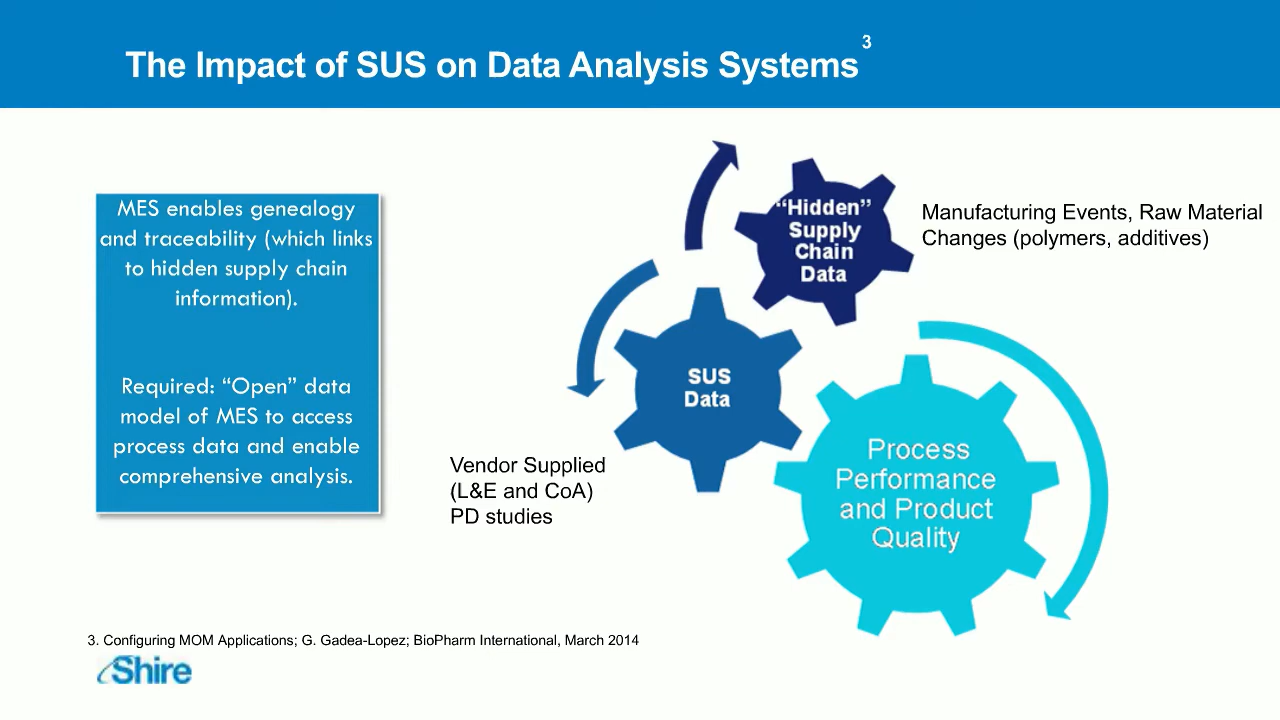 The Impact of SUS on Data Analysis Systems 3
MES enables genealogy
and traceability (which links
to hidden supply chain
information).
Required: “Open” data
model of MES to access
process data and enable
comprehensive analysis.
“Hidden”
Supply
Chain
Data
Manufacturing Events, Raw Material
Changes (polymers, additives)
SUS
Data
Vendor Supplied
(L&E and CoA)
PD studies
Process
Performance
and Product
Quality
3. Configuring MOM Applications; G. Gadea-Lopez; BioPharm International, March 2014
Shire